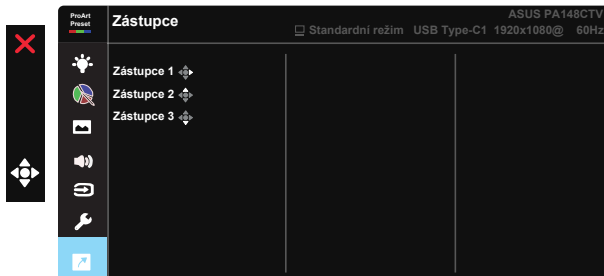 ProArt
Preset
Zástupce
ASUS PA148CTV
Standardní režim USB Type-C1 1920x1080@ 60Hz
Zástupce 1
Zástupce 2
Zástupce 3